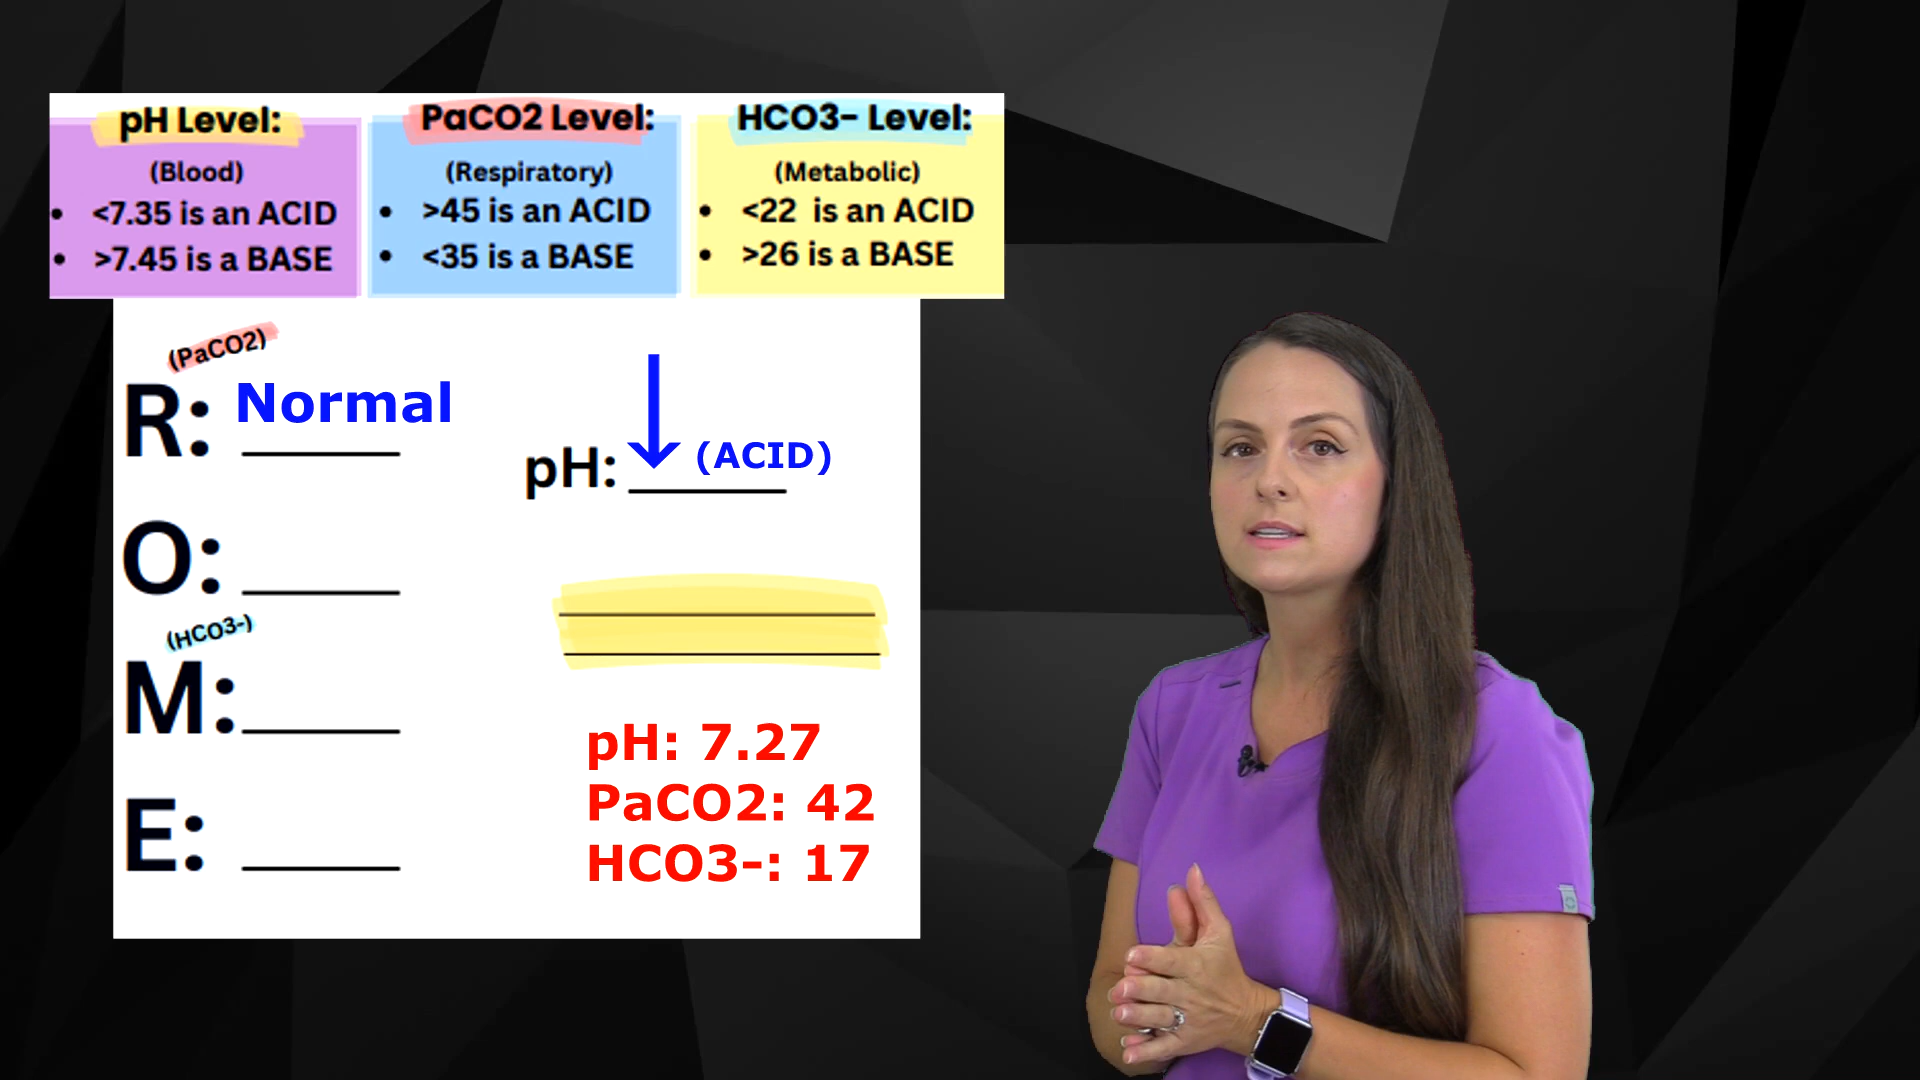 pH Level:
(Blood)
• <7.35 is an ACID
• >7.45 is a BASE
PaCO2 Level:
(Respiratory)
• >45 is an ACID
• <35 is a BASE
HCO3- Level:
(Metabolic)
• <22 is an ACID
• >26 is a BASE
(PaCO2)
R: Normal
O:
(HCO3-)
M:
E:
pH: ↓ (ACID)
pH: 7.27
PaCO2: 42
HCO3-: 17